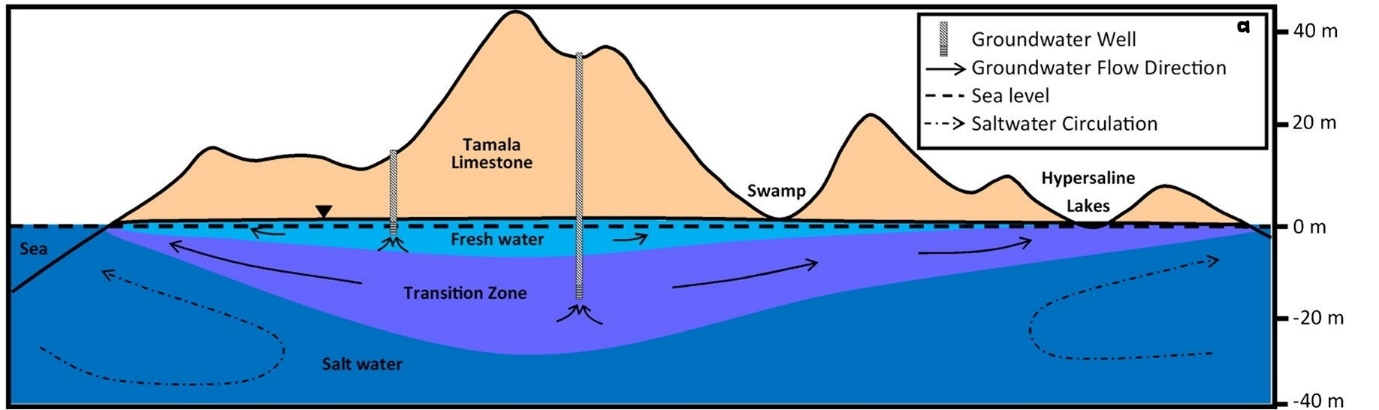 a
Groundwater Well
Groundwater Flow Direction
Sea level
Saltwater Circulation
40 m
20 m
0 m
-20 m
-40 m
Tamala
Limestone
Swamp
Hypersaline
Lakes
Sea
Fresh water
Transition Zone
Salt water